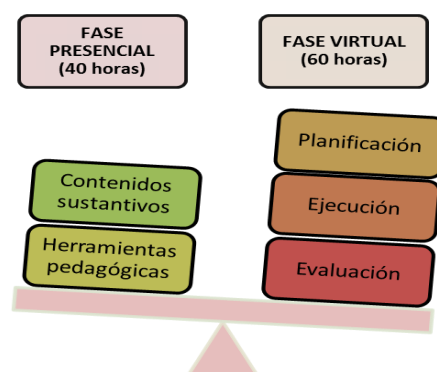 FASE
PRESENCIAL
(40 horas)
FASE VIRTUAL
(60 horas)
Contenidos
sustantivos
Herramientas
pedagógicas
Planificación
Ejecución
Evaluación